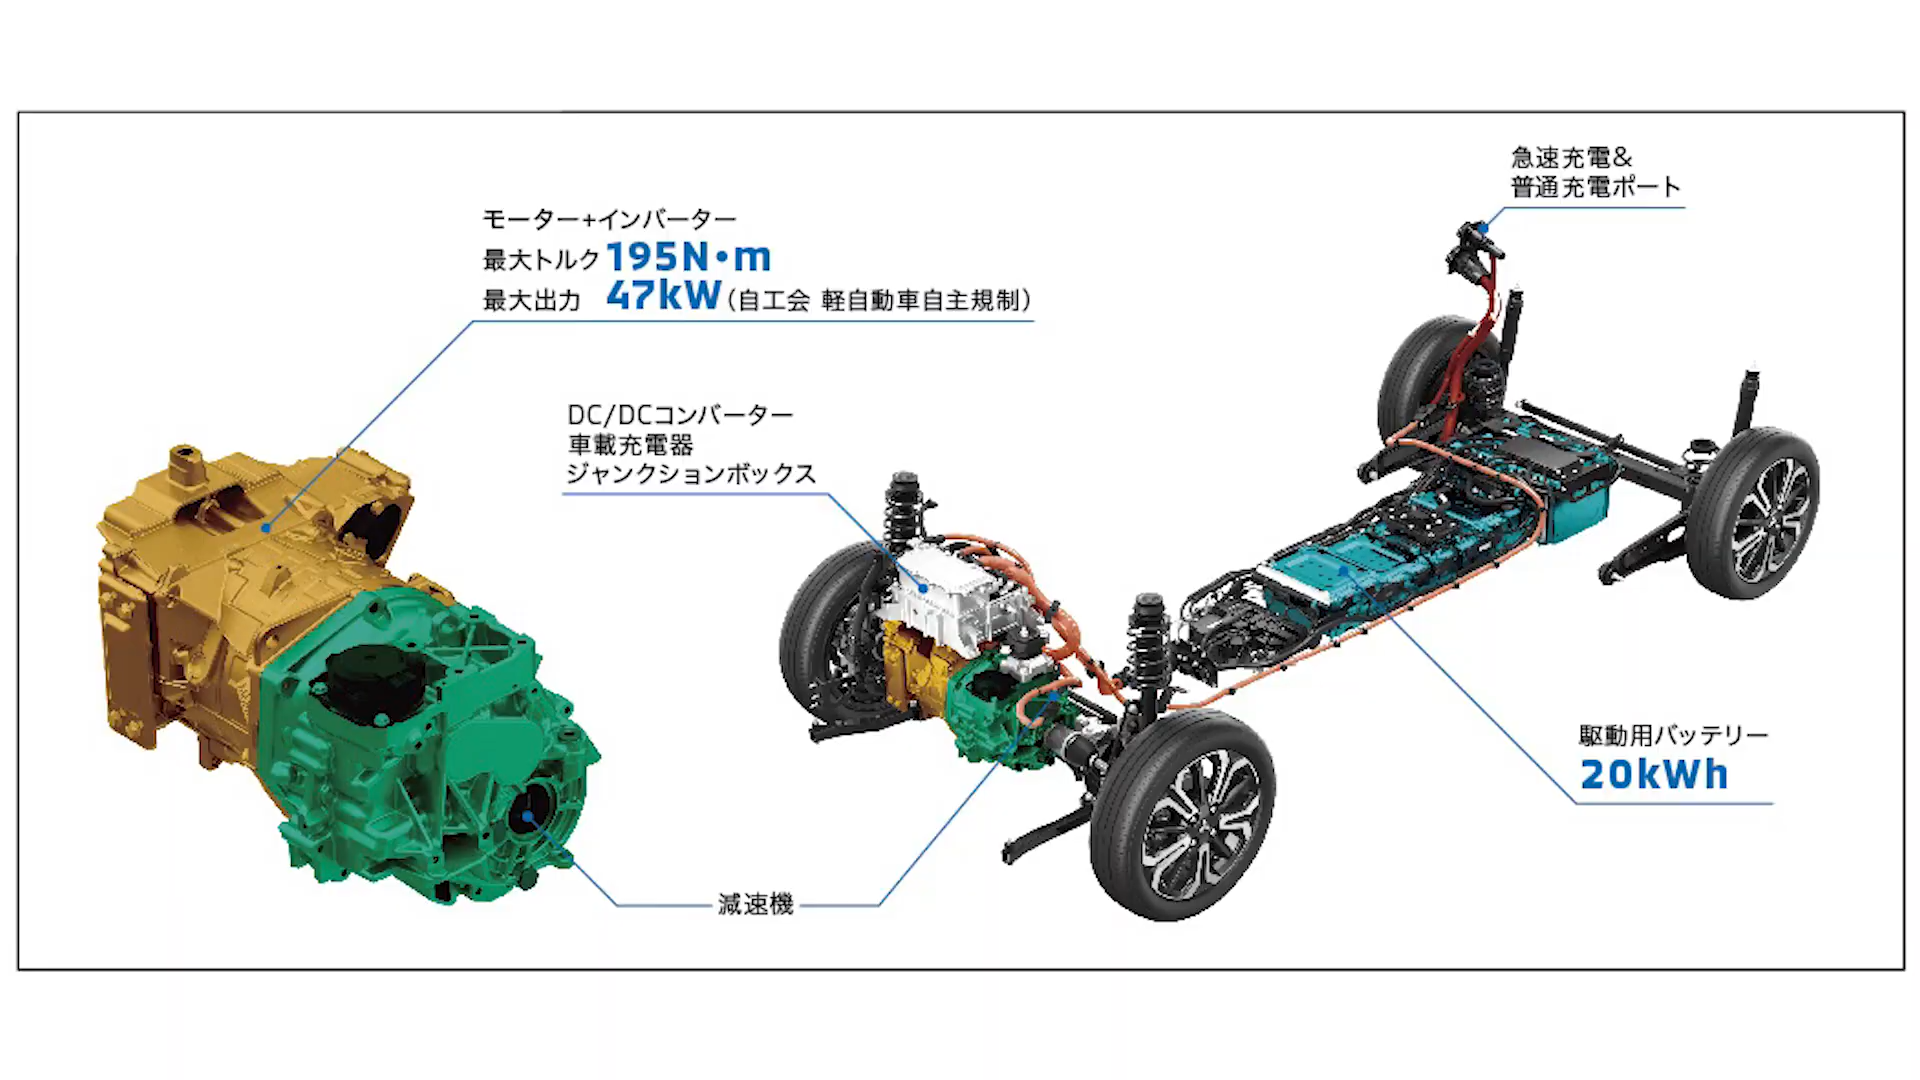 急速充電&
普通充電ポート
モーター+インバーター
最大トルク 195N・m
最大出力 47kW(自工会 軽自動車自主規制)
DC/DCコンバーター
車載充電器
ジャンクションボックス
駆動用バッテリー
20kWh
減速機